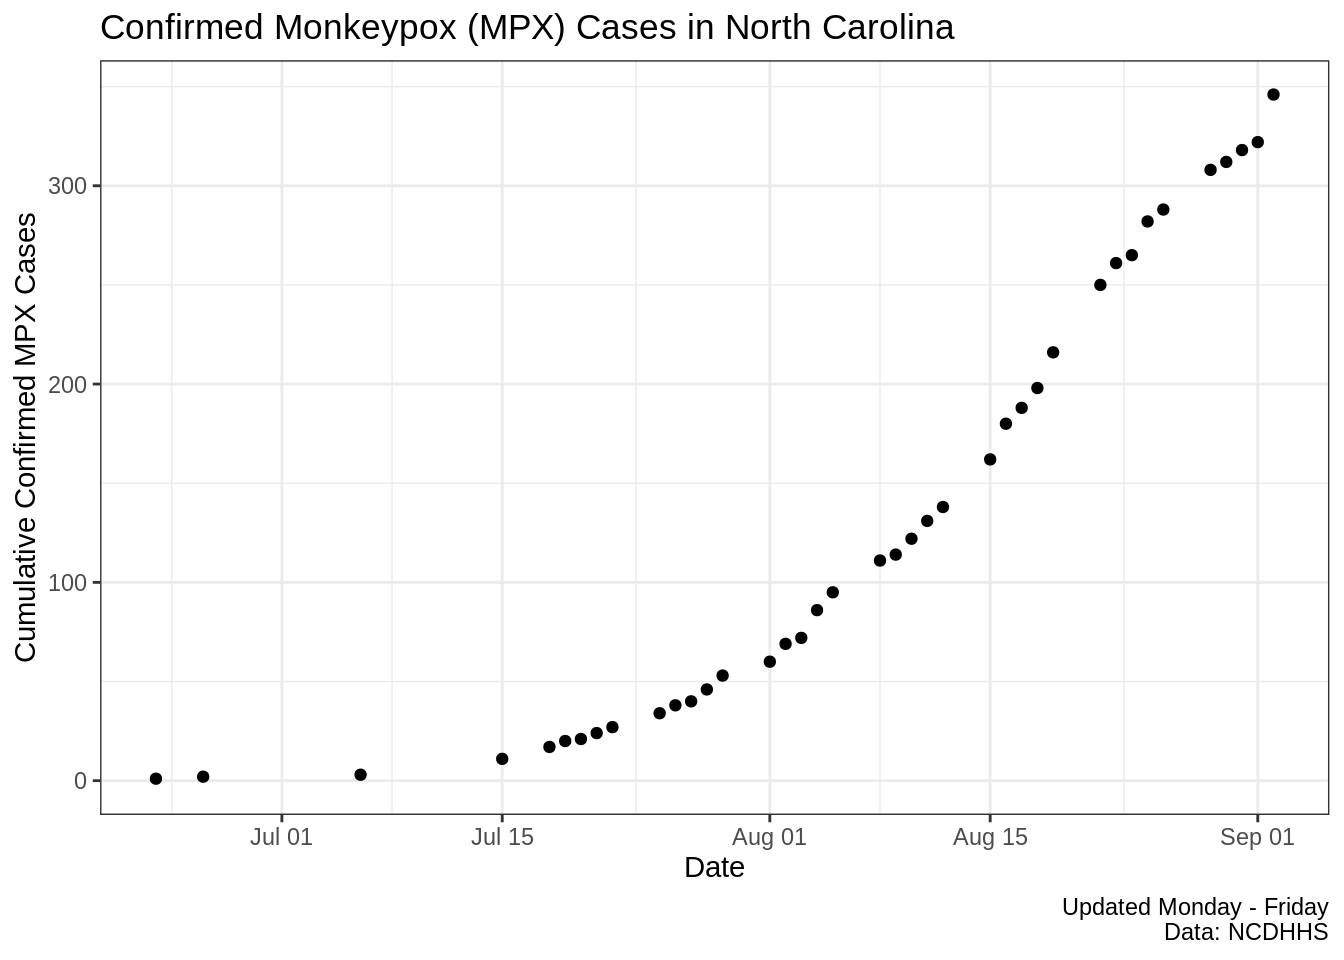 Confirmed Monkeypox (MPX) Cases in North Carolina
Cumulative Confirmed MPX Cases
300
200
100
0
Jul 01
Jul 15
Aug 01
Aug 15
Sep 01
Date
Updated Monday - Friday
Data: NCDHHS